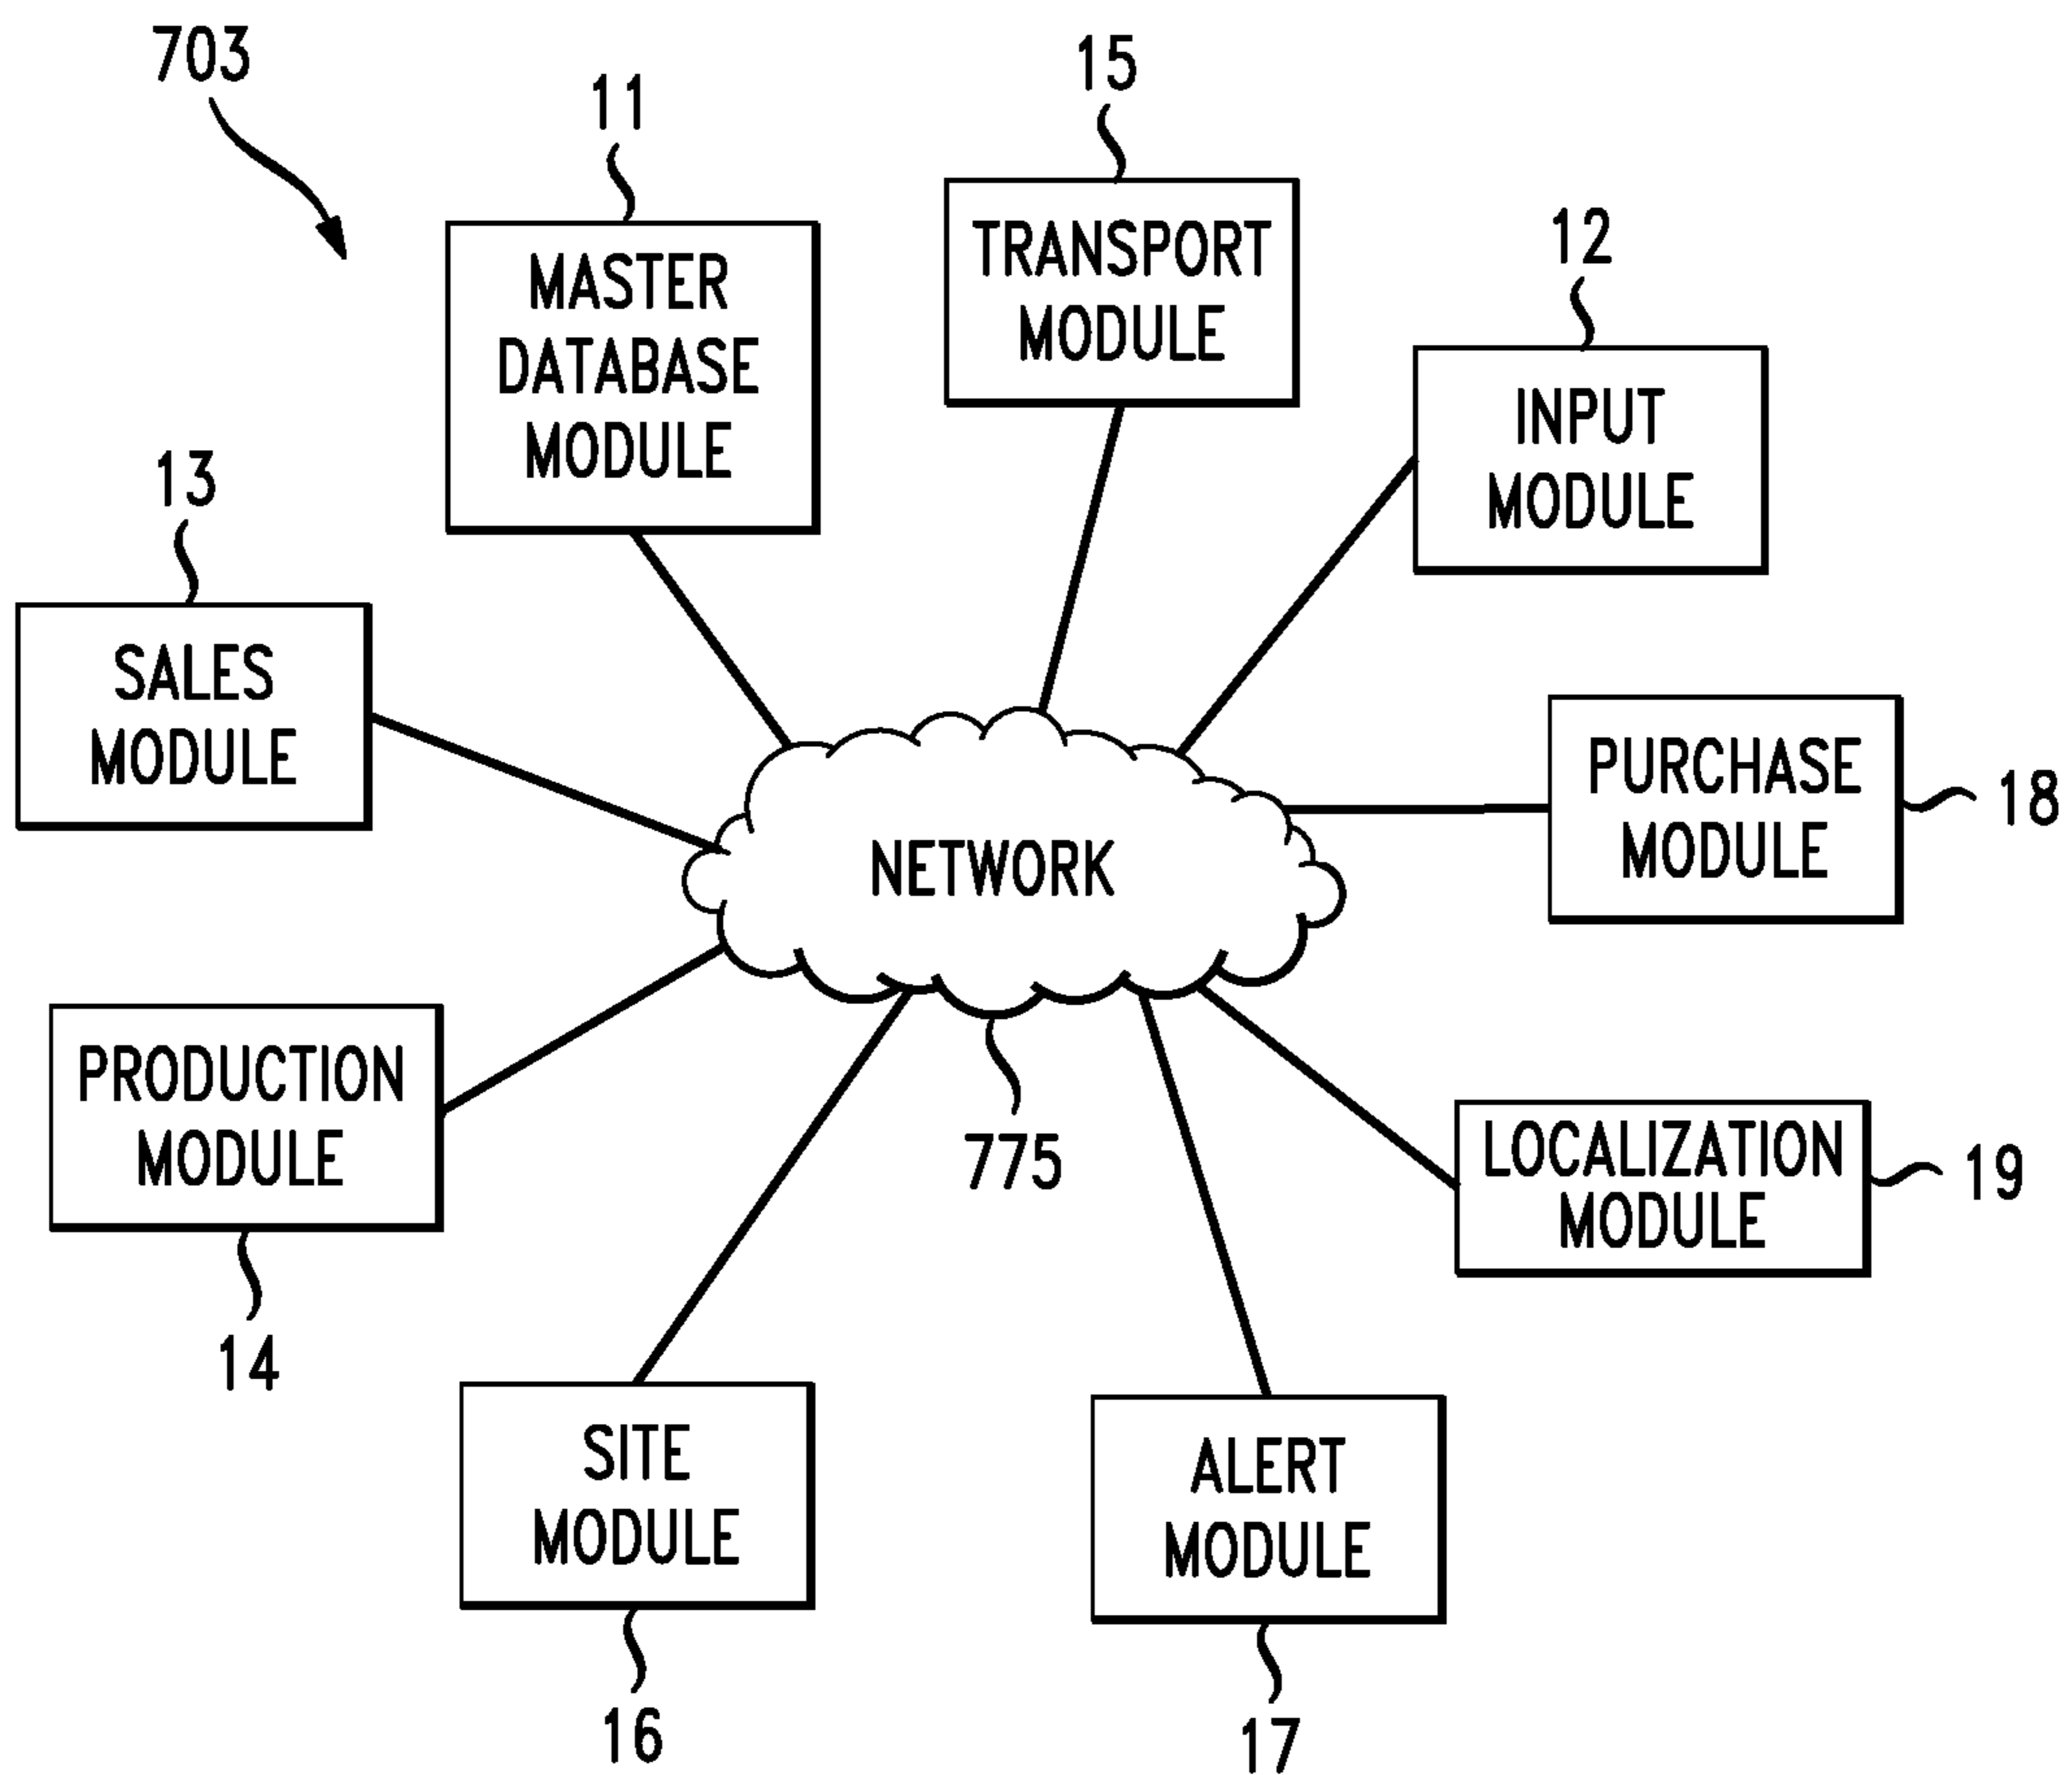 703
11
15
12
MASTER
DATABASE
MODULE
TRANSPORT
MODULE
INPUT
MODULE
13
SALES
MODULE
PURCHASE
MODULE
18
NETWORK
775
PRODUCTION
MODULE
14
LOCALIZATION
MODULE
19
SITE
MODULE
16
ALERT
MODULE
17